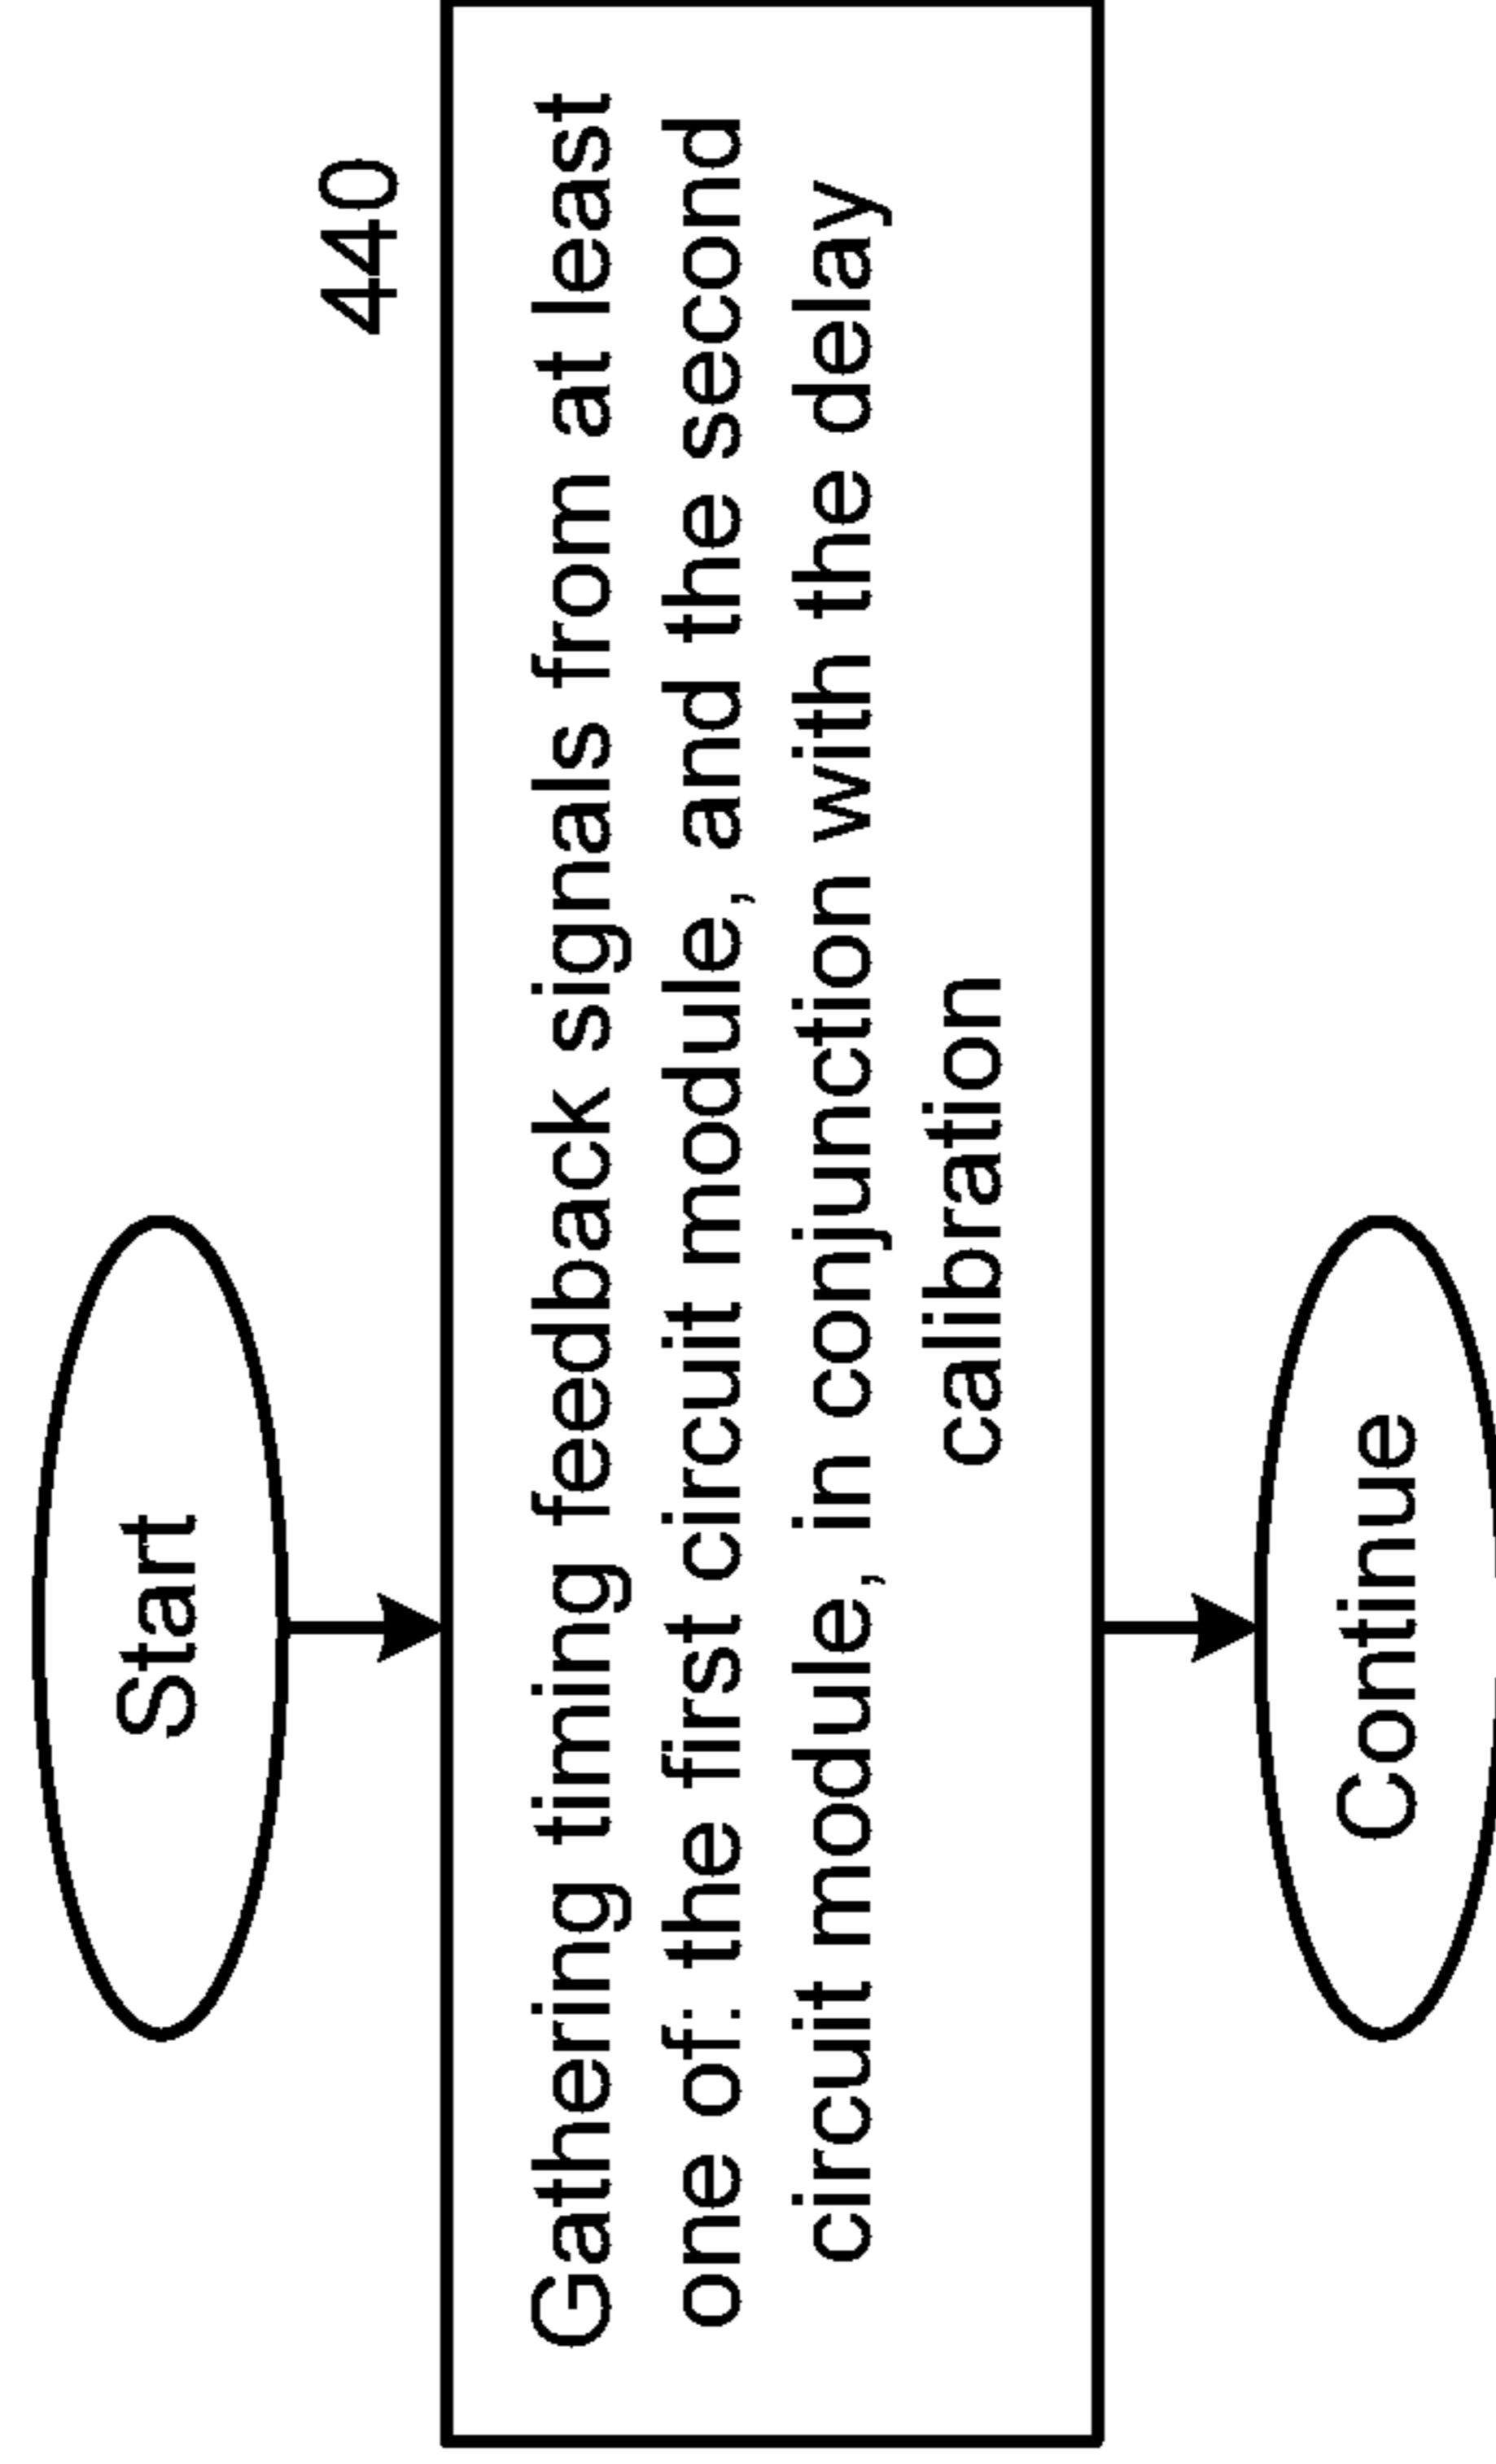 Start
440
Gathering timing feedback signals from at least
one of: the first circuit module, and the second
circuit module, in conjunction with the delay
calibration
Continue